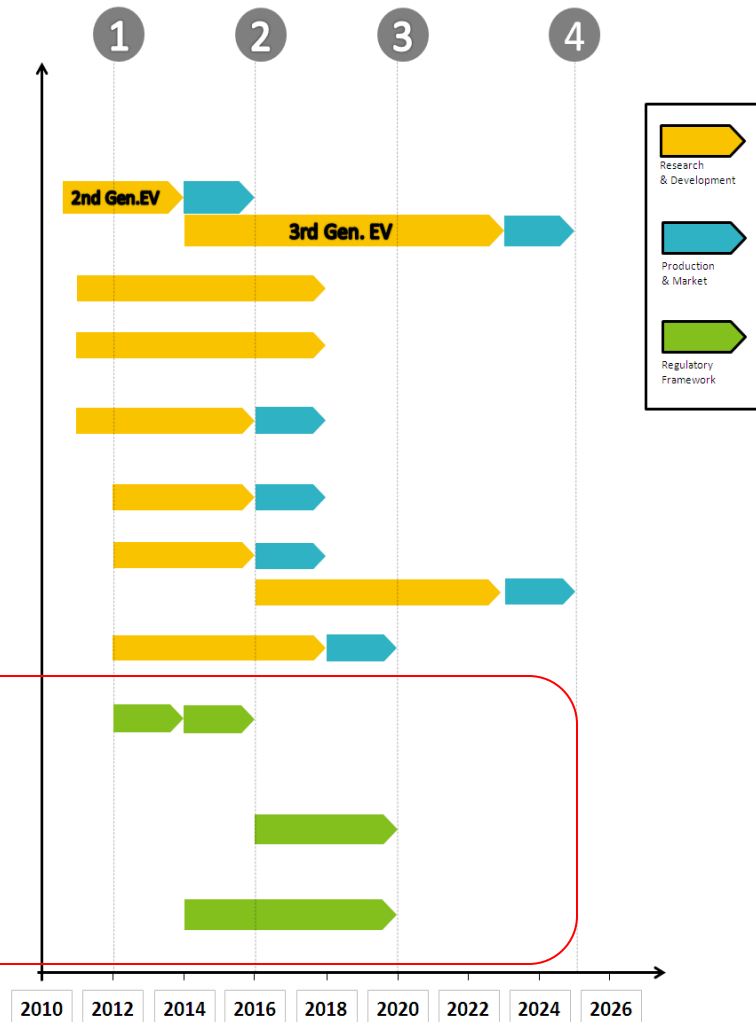 1 2 3 4
2nd Gen.EV
3rd Gen. EV
Research
& Development
Production
& Market
Regulatory
Framework
2010 2012 2014 2016 2018 2020 2022 2024 2026